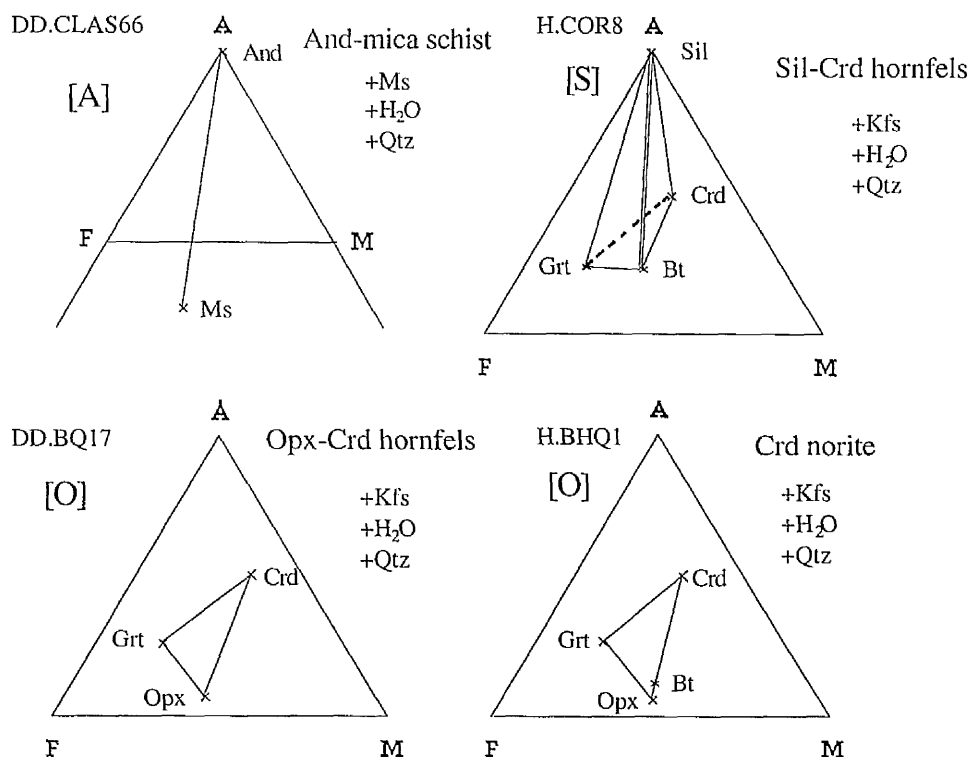 DD.CLAS66
A
And
And-mica schist
[A]
+Ms
+H₂O
+Qtz
F
M
Ms
H.COR8
A
Sil
Sil-Crd hornfels
[S]
+Kfs
+H₂O
+Qtz
Crd
Grt
Bt
F
M
DD.BQ17
A
Opx-Crd hornfels
[O]
+Kfs
+H₂O
+Qtz
Crd
Grt
Opx
F
M
H.BHQ1
A
Crd norite
[O]
+Kfs
+H₂O
+Qtz
Crd
Grt
Bt
Opx
F
M